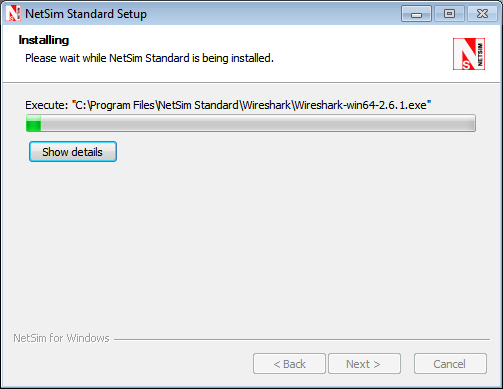 NetSim Standard Setup
Installing
Please wait while NetSim Standard is being installed.
N
S
NETSIM
Execute: "C:\Program Files\NetSim Standard\Wireshark\Wireshark-win64-2.6.1.exe"
Show details
NetSim for Windows
< Back
Next >
Cancel